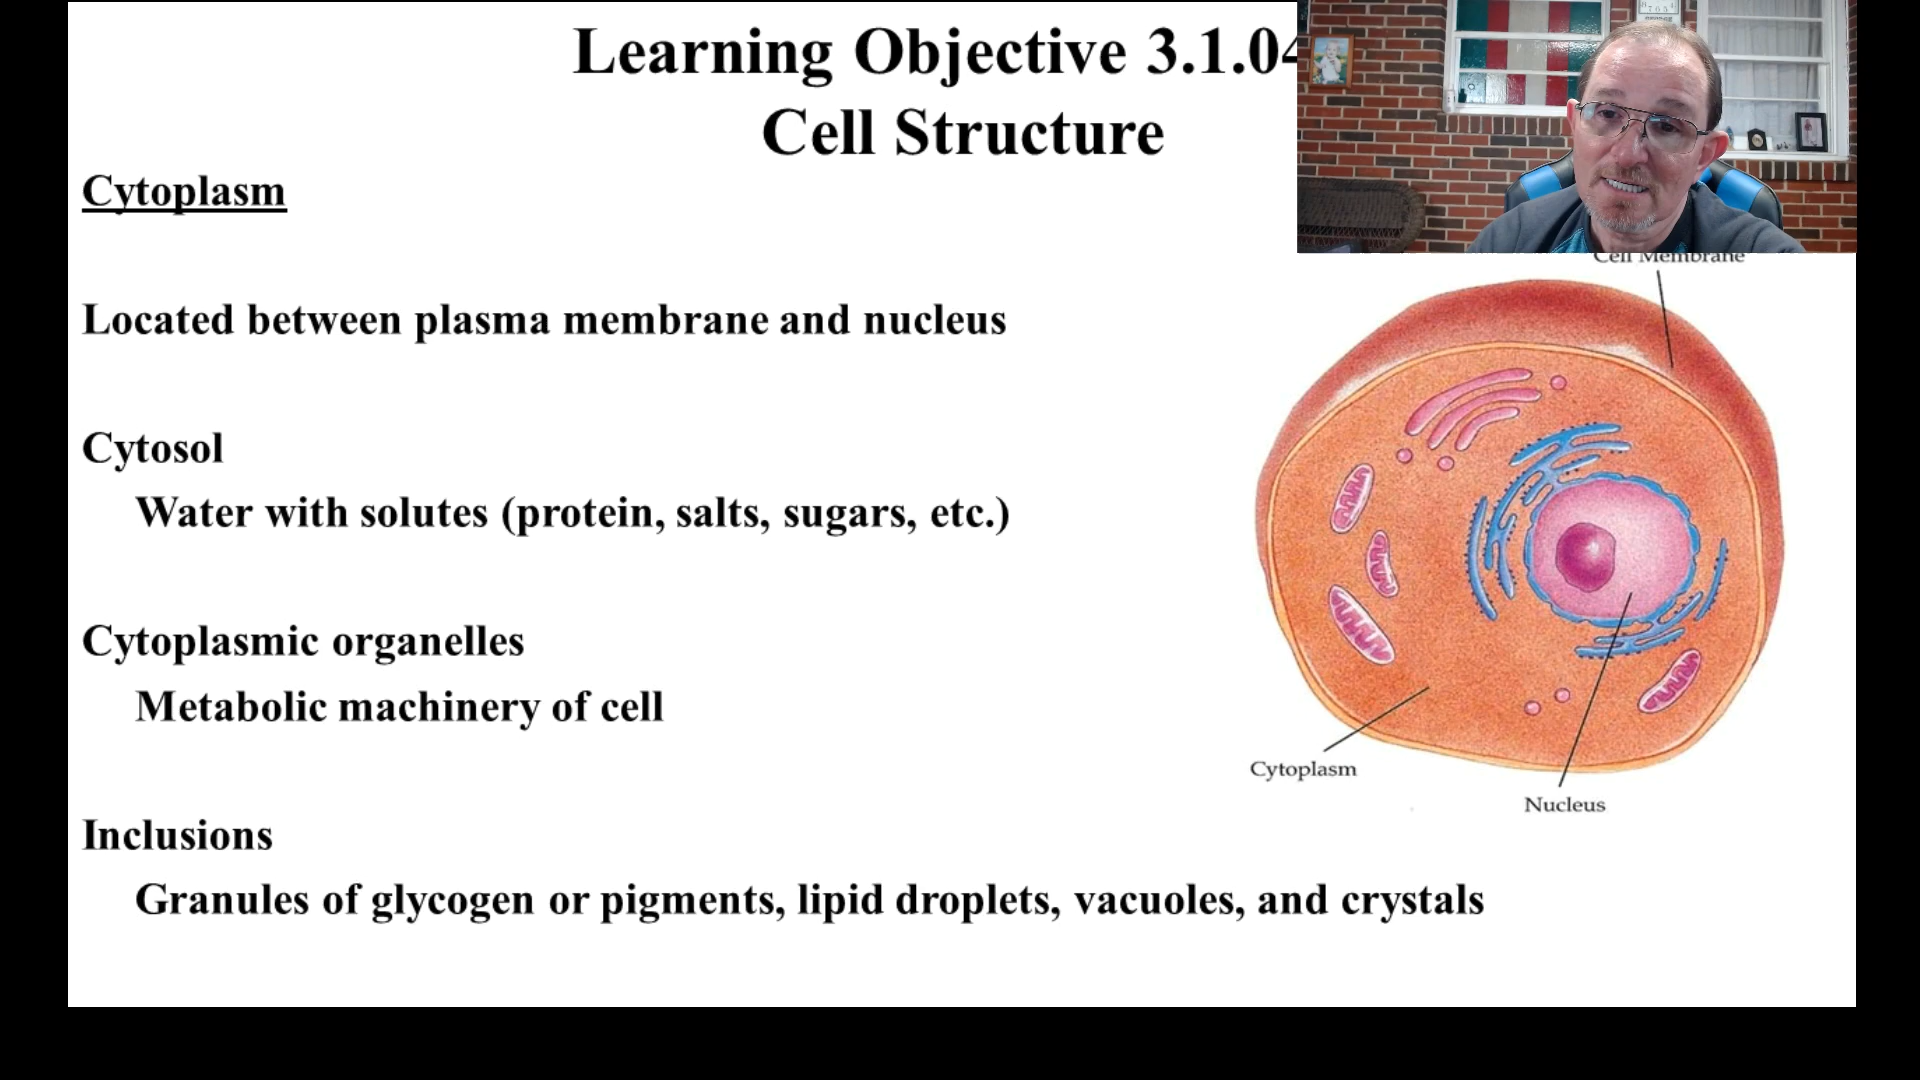 Learning Objective 3.1.04
Cell Structure
Cytoplasm
Located between plasma membrane and nucleus
Cytosol
Water with solutes (protein, salts, sugars, etc.)
Cytoplasmic organelles
Metabolic machinery of cell
Inclusions
Granules of glycogen or pigments, lipid droplets, vacuoles, and crystals
Cell Membrane
Cytoplasm
Nucleus